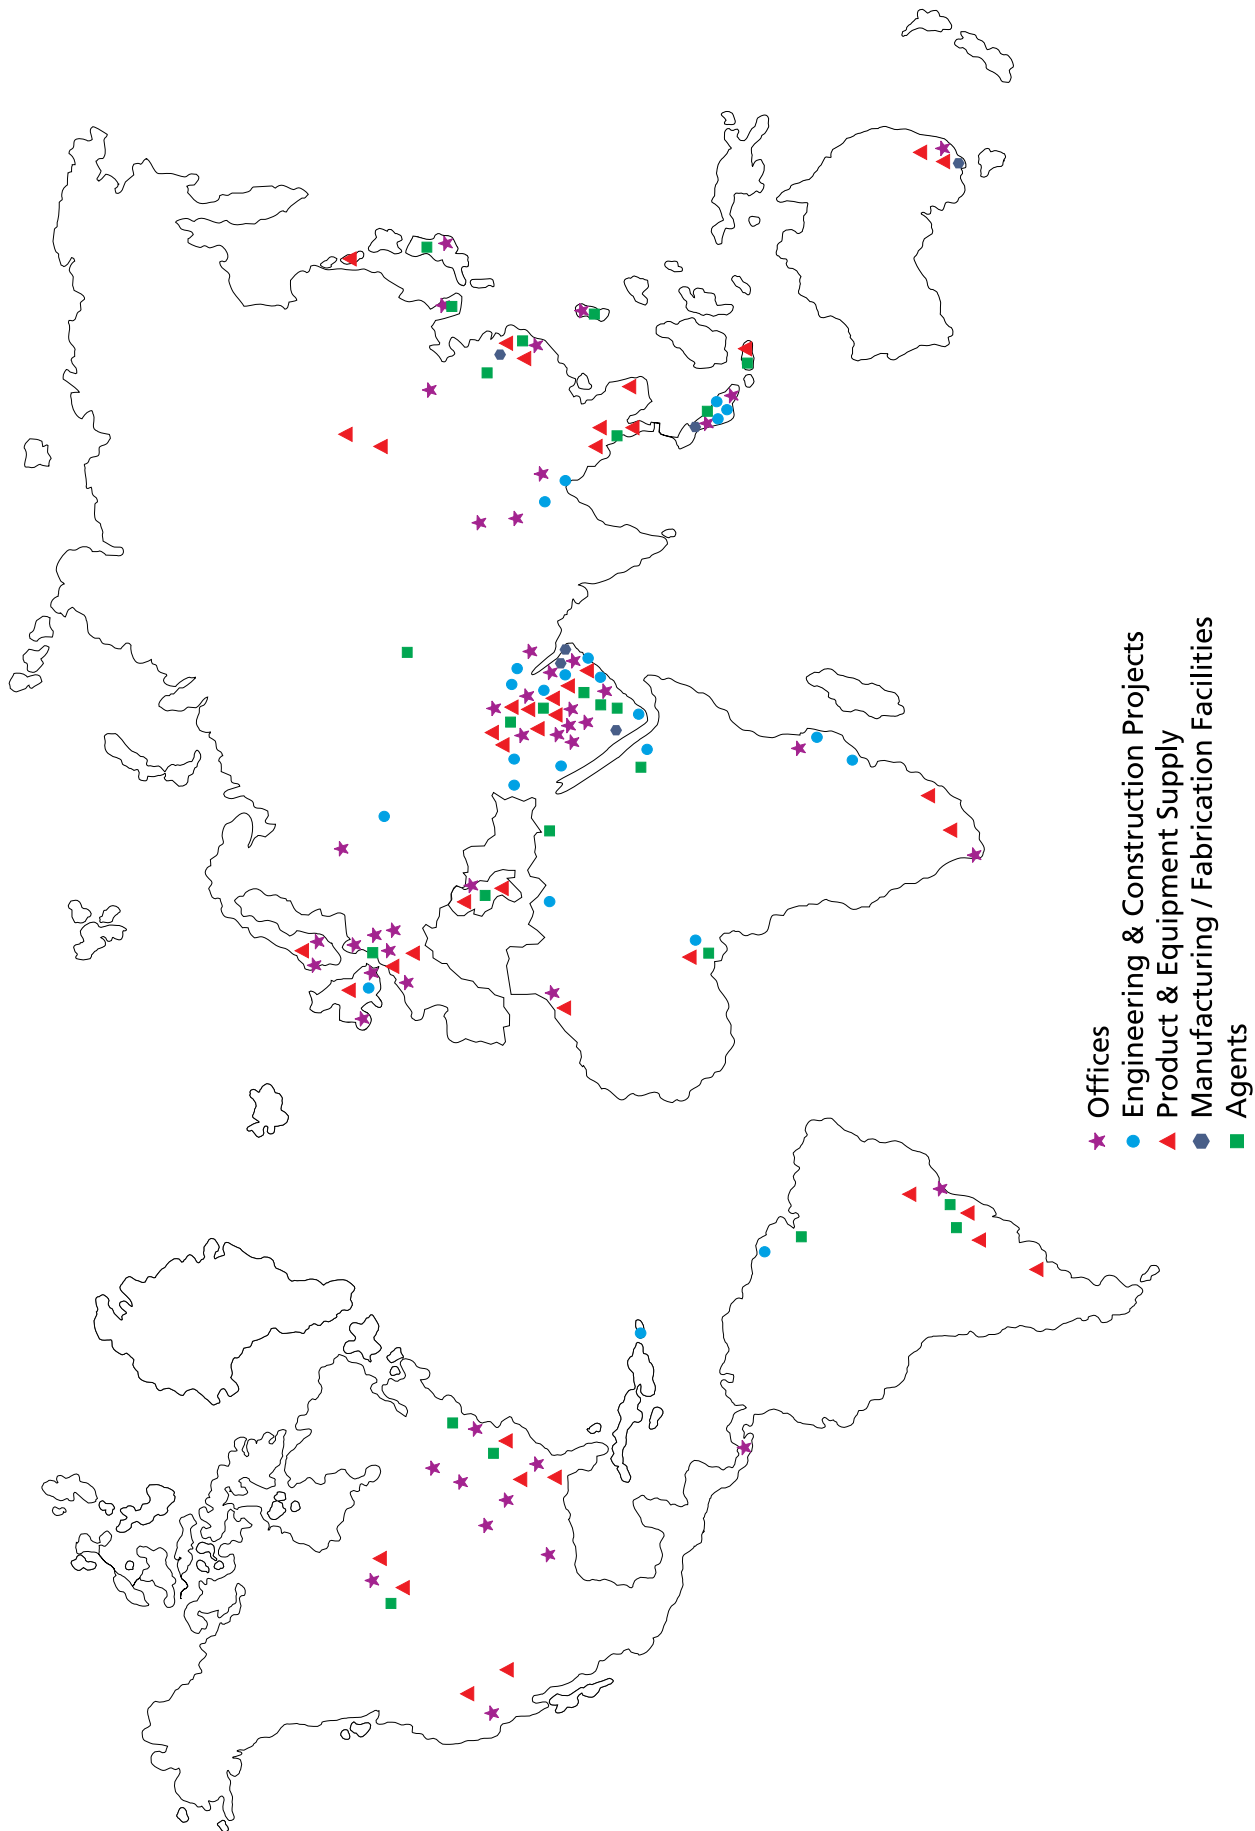 Offices
Engineering & Construction Projects
Product & Equipment Supply
Manufacturing / Fabrication Facilities
Agents